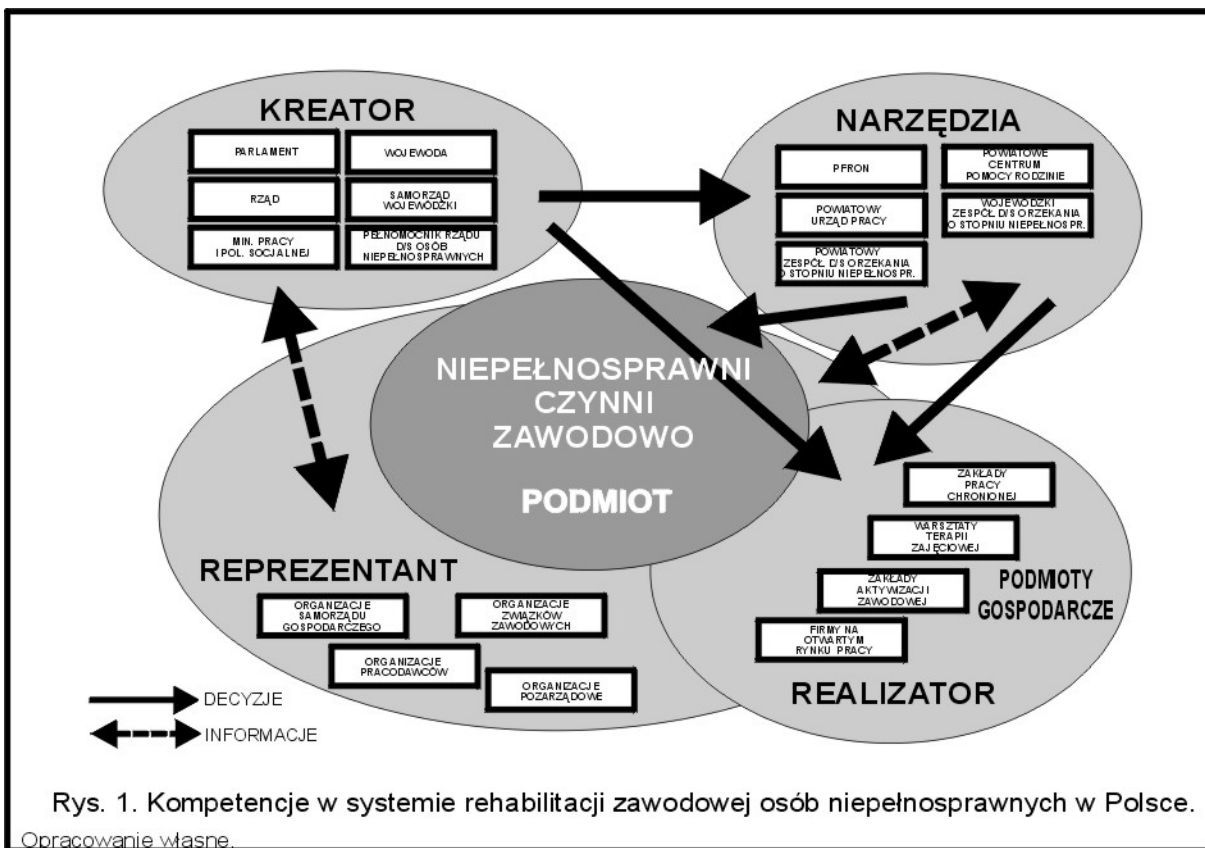 KREATOR
PARLAMENT
WOJEWODA
RZĄD
SAMORZĄD
WOJEWÓDZKI
MIN. PRACY
I POL. SOCJALNEJ
PEŁNOMOCNIK RZĄDU
D/S OSÓB
NIEPEŁNOSPRAWNYCH
NARZĘDZIA
PFRON
POWIATOWE
CENTRUM
POMOCY RODZINIE
POWIATOWY
URZĄD PRACY
WOJEWÓDZKI
ZESPÓŁ D/S ORZEKANIA
O STOPNIU NIEPEŁNOSPR.
POWIATOWY
ZESPÓŁ D/S ORZEKANIA
O STOPNIU NIEPEŁNOSPR.
NIEPEŁNOSPRAWNI
CZYNNI
ZAWODOWO
PODMIOT
REPREZENTANT
ORGANIZACJE
SAMORZĄDU
GOSPODARCZEGO
ORGANIZACJE
ZWIĄZKÓW
ZAWODOWYCH
ORGANIZACJE
PRACODAWCÓW
ORGANIZACJE
POZARZĄDOWE
ZAKŁADY
PRACY
CHRONIONEJ
WARSZTATY
TERAPII
ZAJĘCIOWEJ
ZAKŁADY
AKTYWIZACJI
ZAWODOWEJ
FIRMY NA
OTWARTYM
RYNKU PRACY
PODMIOTY
GOSPODARCZE
REALIZATOR
DECYZJE
INFORMACJE
Rys. 1. Kompetencje w systemie rehabilitacji zawodowej osób niepełnosprawnych w Polsce.
Opracowanie własne.